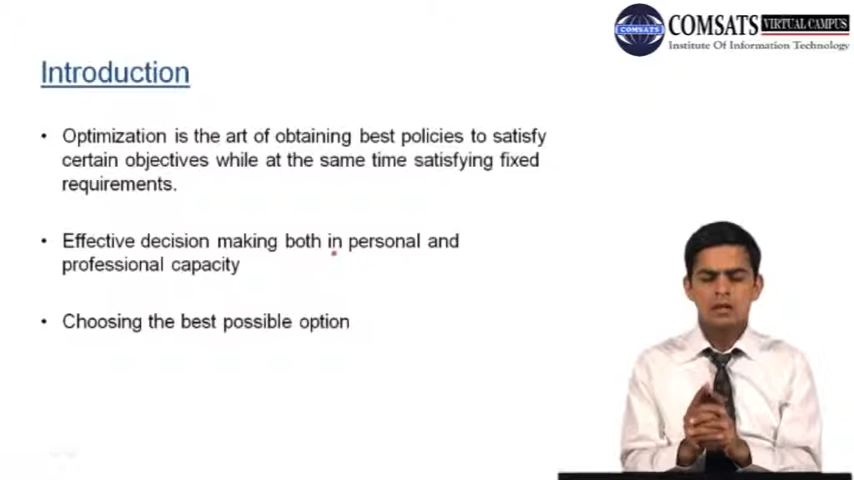 COMSATS VIRTUAL CAMPUS
COMSATS
Institute Of Information Technology
Introduction
• Optimization is the art of obtaining best policies to satisfy
certain objectives while at the same time satisfying fixed
requirements.
• Effective decision making both in personal and
professional capacity
• Choosing the best possible option